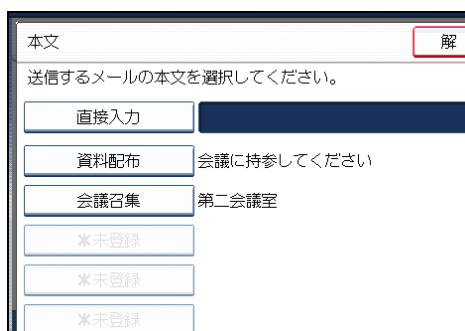 本文
解
送信するメールの本文を選択してください。
直接入力
資料配布 会議に持参してください
会議召集 第二会議室
*未登録
*未登録
*未登録